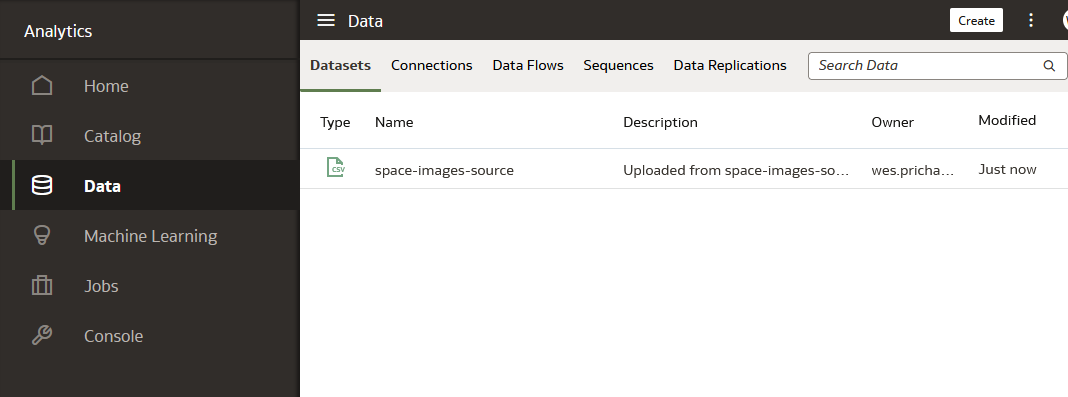 Analytics
Home
Catalog
Data
Machine Learning
Jobs
Console
Data
Create
Datasets Connections Data Flows Sequences Data Replications Search Data
Type Name Description Owner Modified
CSV space-images-source Uploaded from space-images-so... wes.pricha... Just now